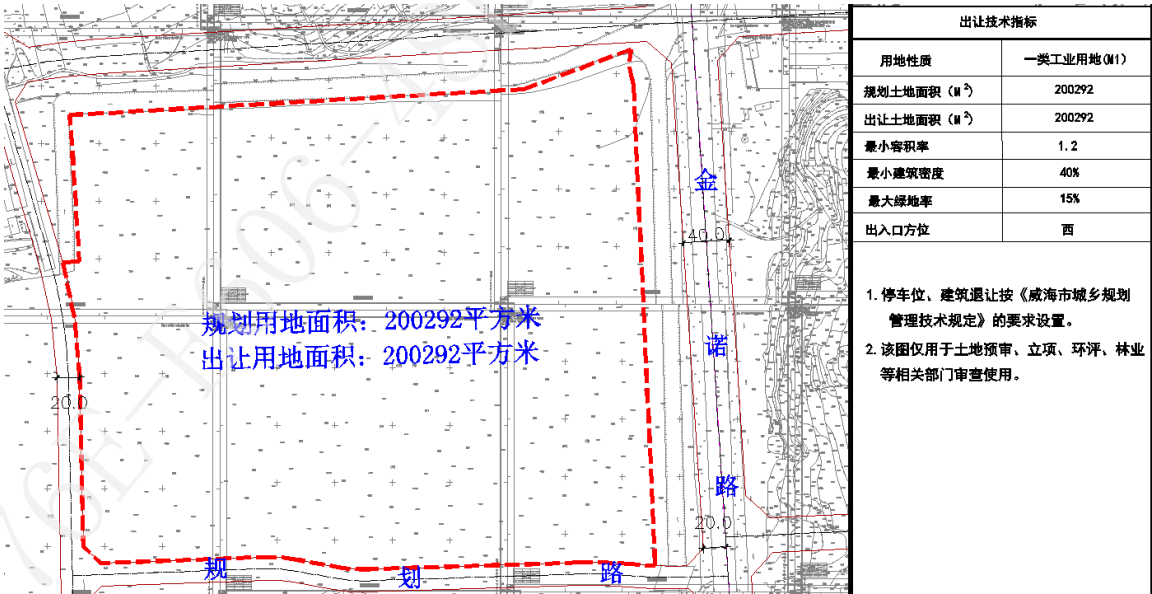 金
40.0
规划用地面积：200292平方米
出让用地面积：200292平方米
诺
20.0
路
20.0
规 划 路
出让技术指标
用地性质 一类工业用地(M1)
规划土地面积（M²） 200292
出让土地面积（M²） 200292
最小容积率 1.2
最小建筑密度 40%
最大绿地率 15%
出入口方位 西
1. 停车位、建筑退让按《威海市城乡规划
管理技术规定》的要求设置。
2. 该图仅用于土地预审、立项、环评、林业
等相关部门审查使用。